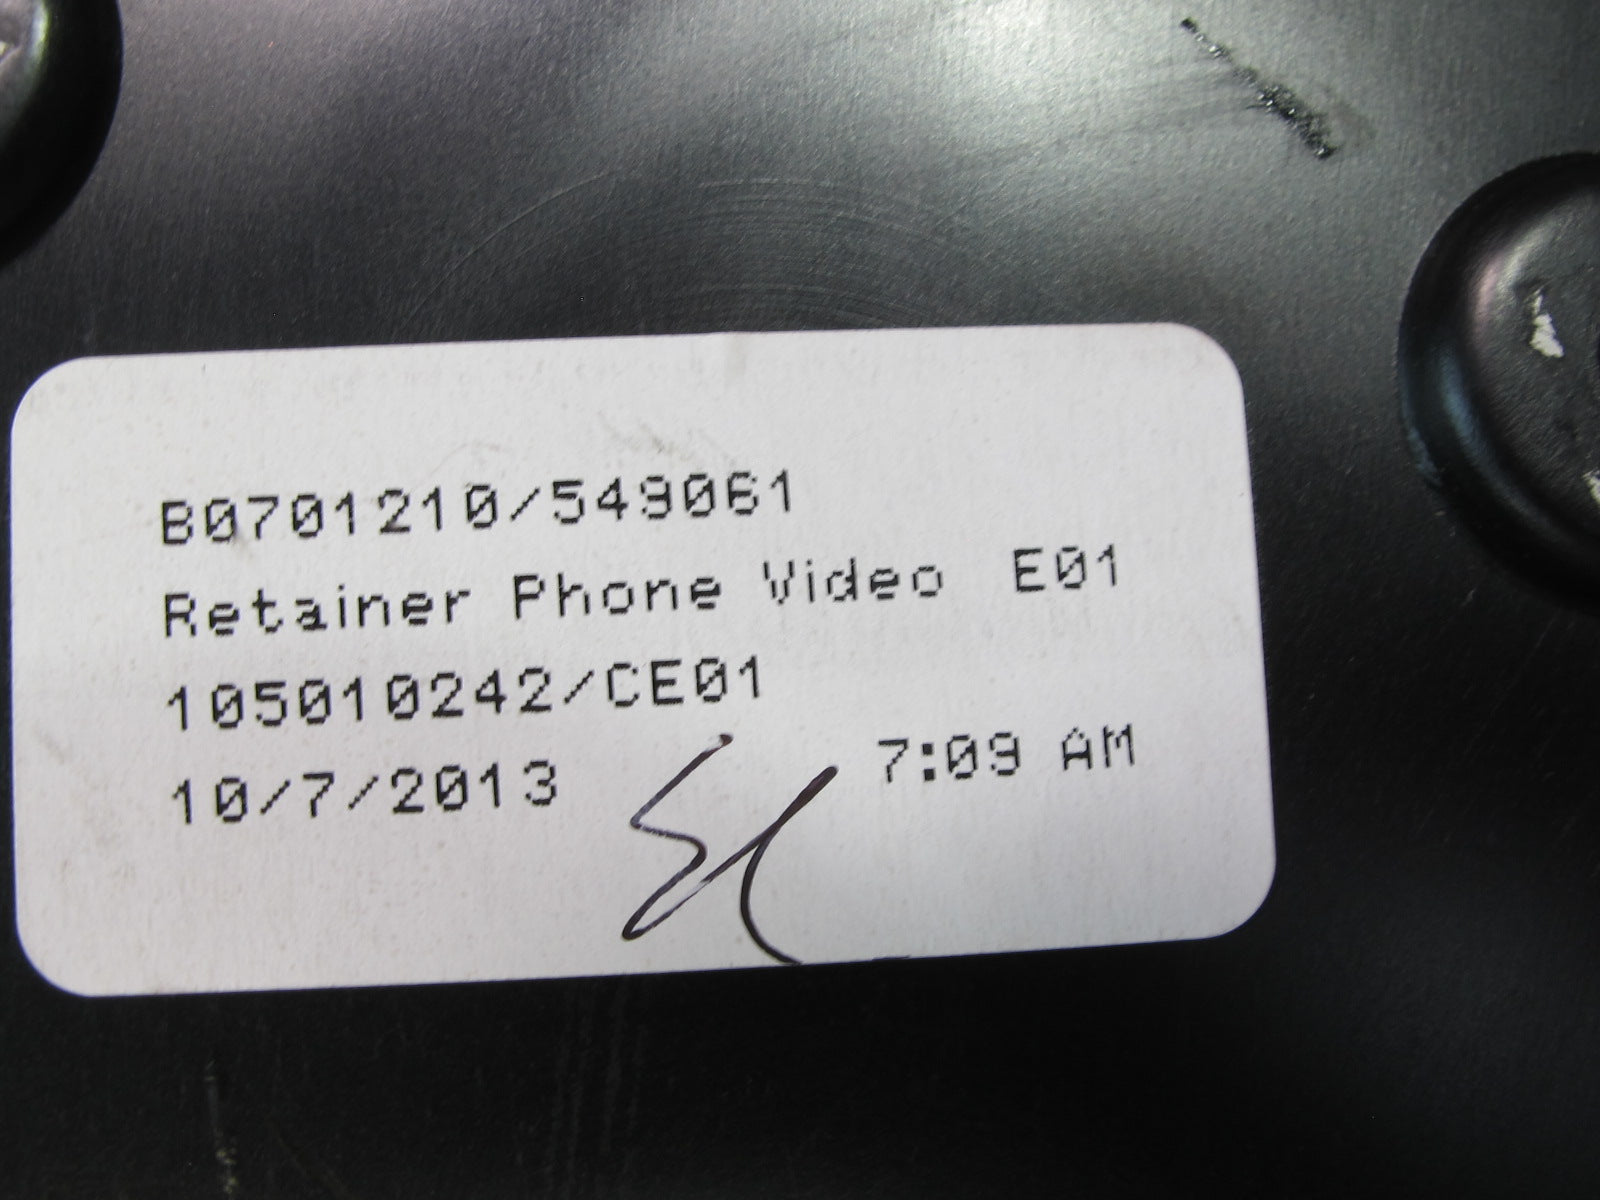 B0701210/549061
Retainer Phone Video E01
105010242/CE01
10/7/2013 7:09 AM